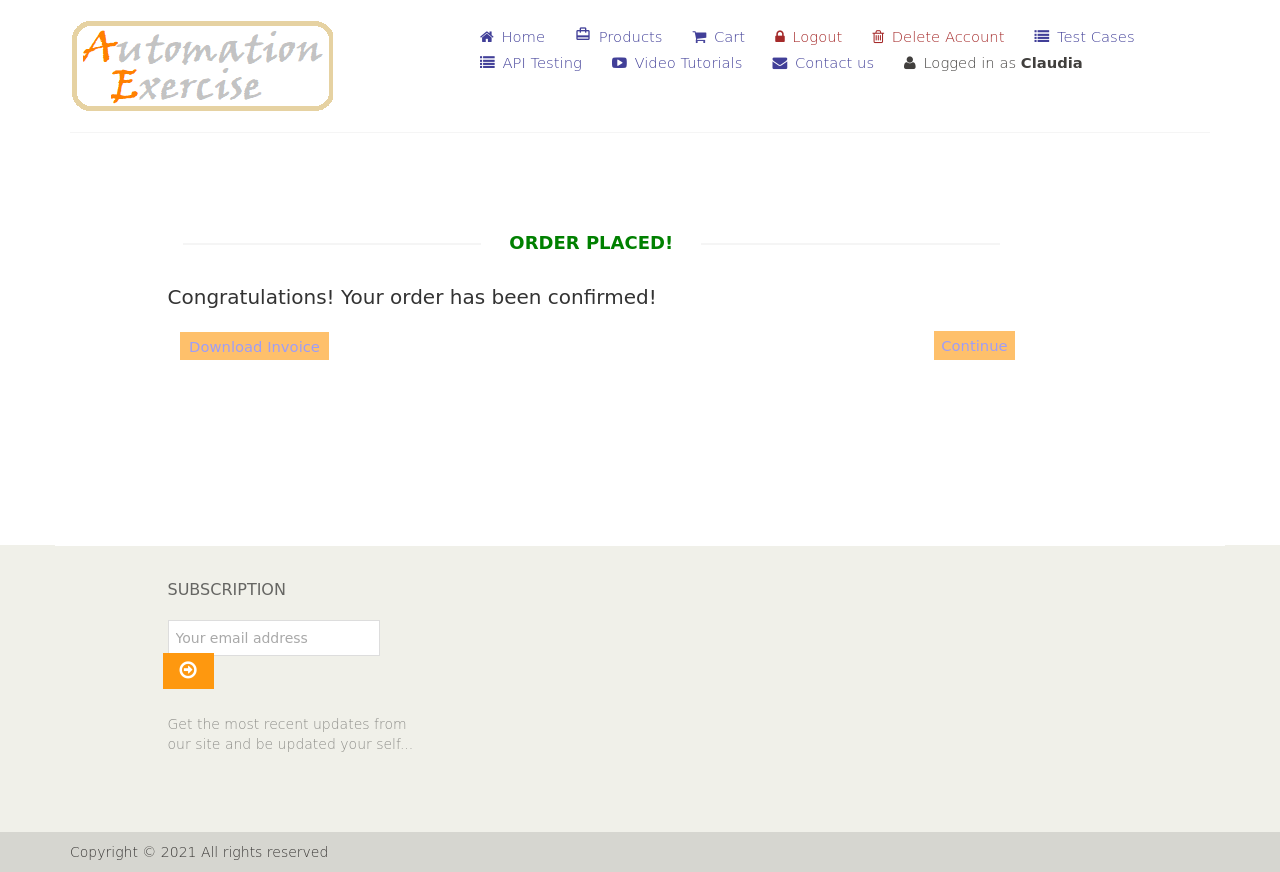 Automation
Exercise
Home Products Cart Logout Delete Account Test Cases
API Testing Video Tutorials Contact us Logged in as Claudia
ORDER PLACED!
Congratulations! Your order has been confirmed!
Download Invoice Continue
SUBSCRIPTION
Your email address
Get the most recent updates from
our site and be updated your self...
Copyright © 2021 All rights reserved